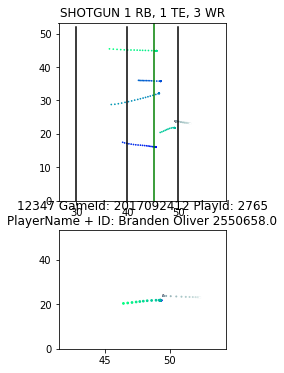 SHOTGUN 1 RB, 1 TE, 3 WR
50
40
30
20
10
0
30 40 50
12347 GameId: 2017092412 PlayId: 2765
PlayerName + ID: Branden Oliver 2550658.0
40
20
0
45 50